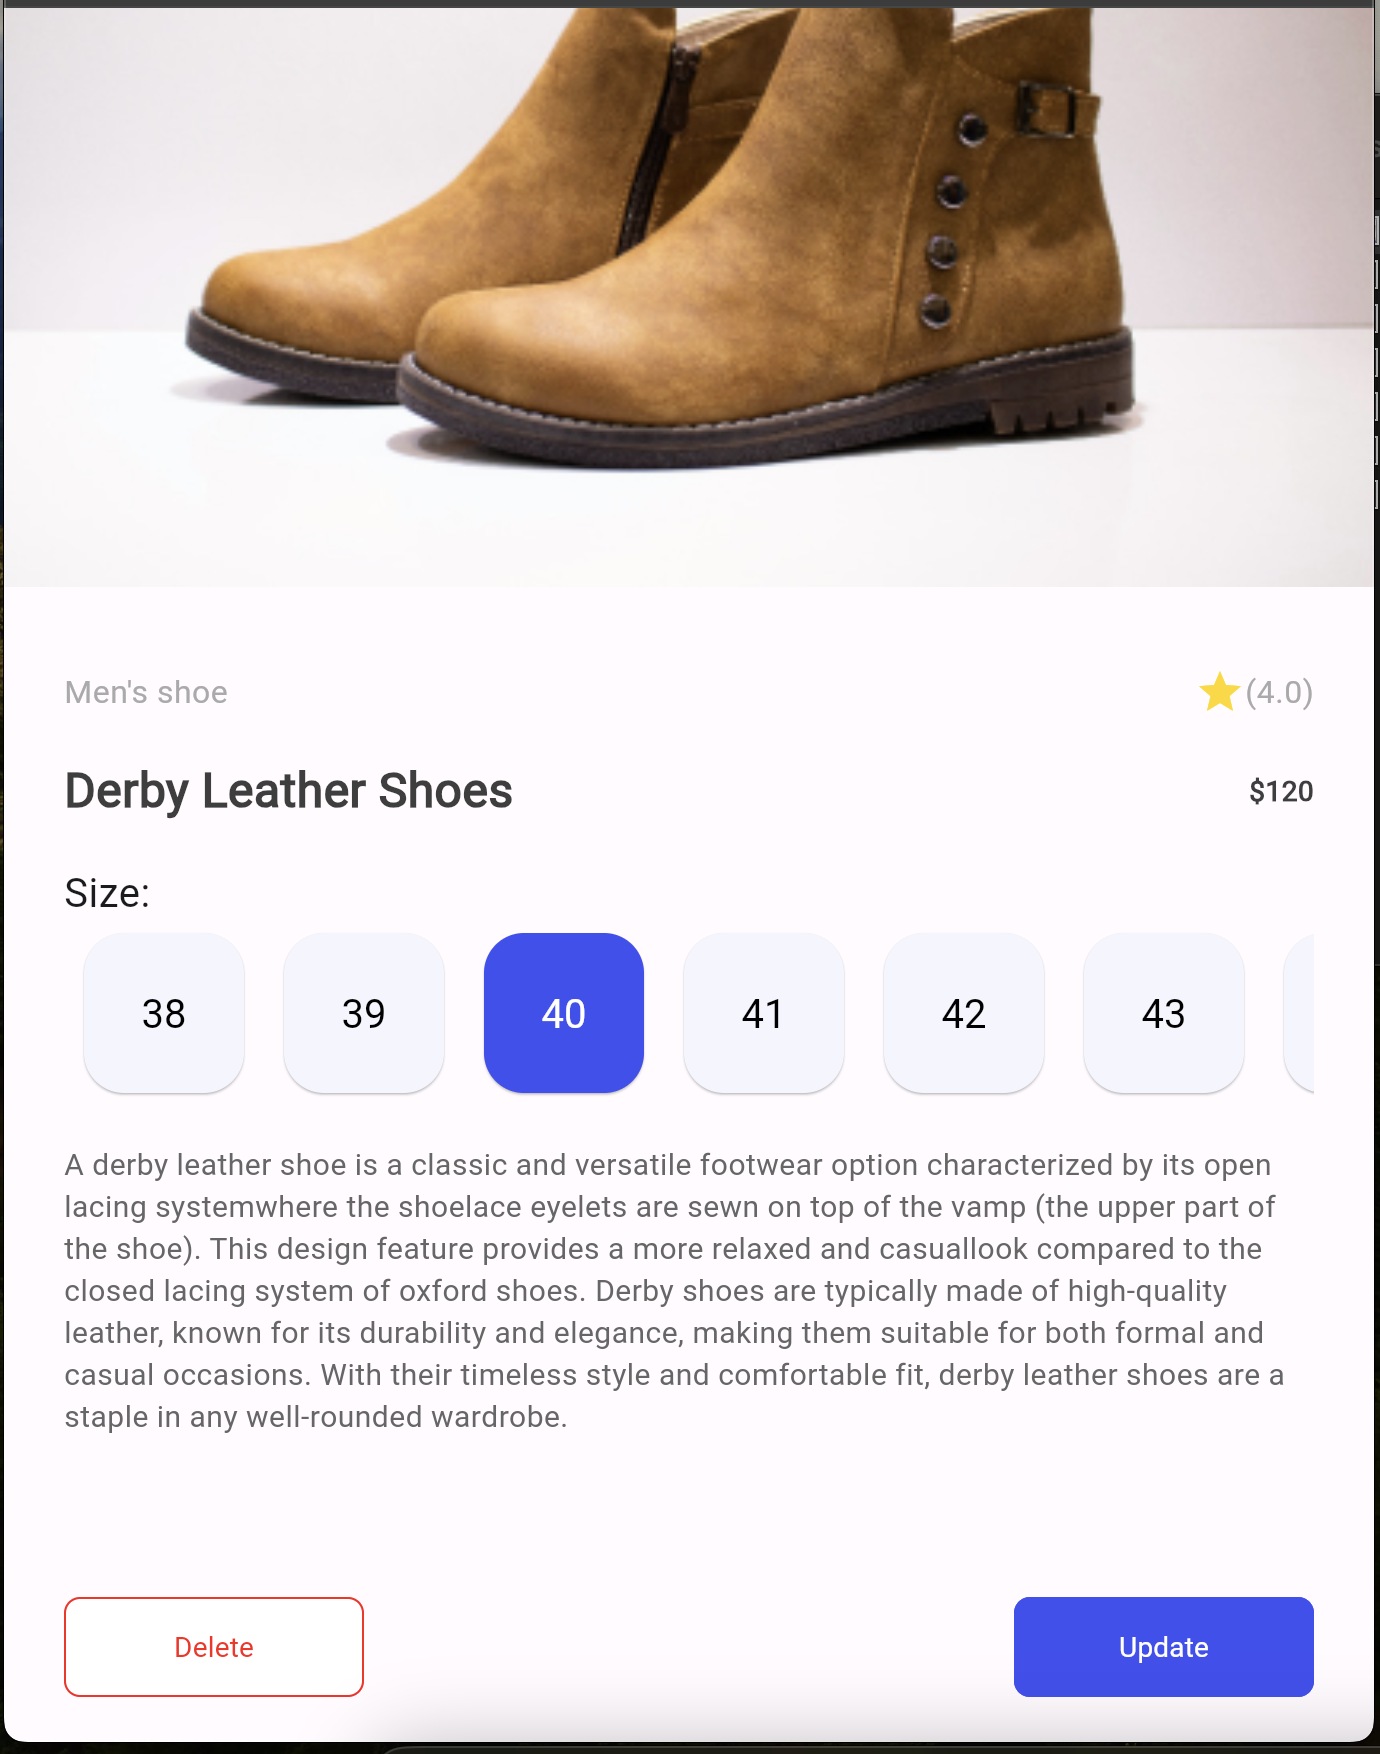 Men's shoe (4.0)
Derby Leather Shoes $120
Size:
38 39 40 41 42 43
A derby leather shoe is a classic and versatile footwear option characterized by its open
lacing systemwhere the shoelace eyelets are sewn on top of the vamp (the upper part of
the shoe). This design feature provides a more relaxed and casuallook compared to the
closed lacing system of oxford shoes. Derby shoes are typically made of high-quality
leather, known for its durability and elegance, making them suitable for both formal and
casual occasions. With their timeless style and comfortable fit, derby leather shoes are a
staple in any well-rounded wardrobe.
Delete Update